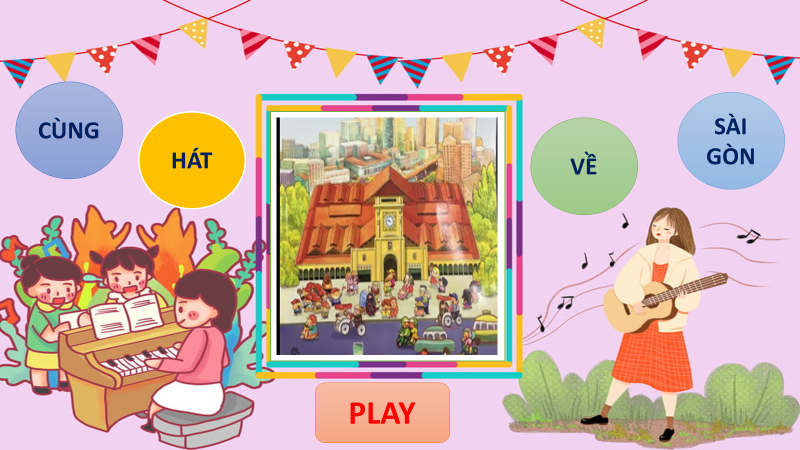 CÙNG
HÁT
VỀ
SÀI
GÒN
PLAY